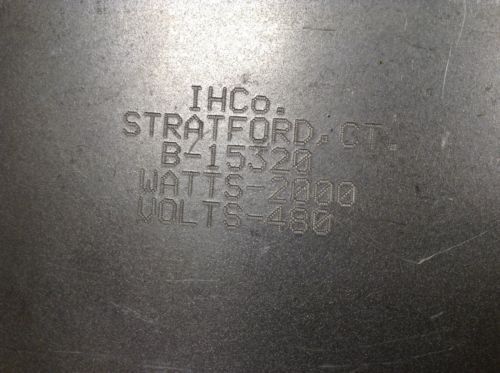 IHCo.
STRATFORD, CT.
B-15320
WATTS-2000
VOLTS-480